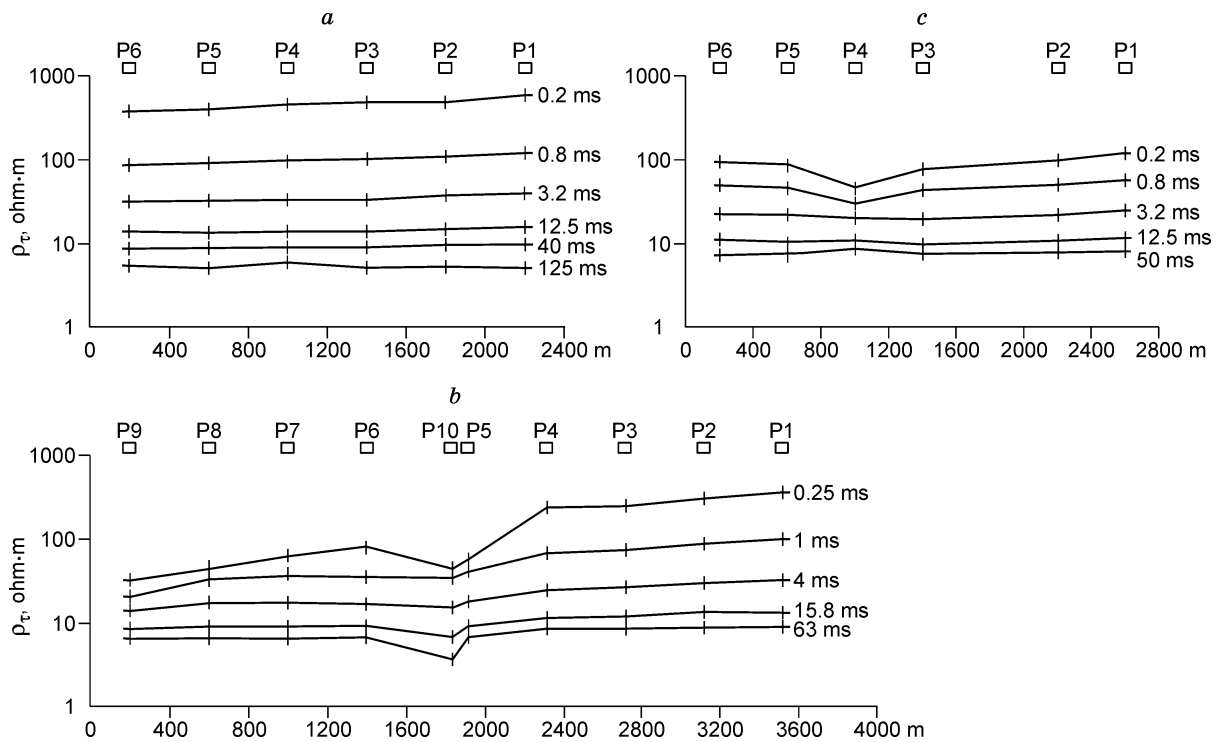 a
P6 P5 P4 P3 P2 P1
1000
100
10
1
ρτ, ohm·m
0.2 ms
0.8 ms
3.2 ms
12.5 ms
40 ms
125 ms
0 400 800 1200 1600 2000 2400 m
c
P6 P5 P4 P3 P2 P1
1000
100
10
1
0.2 ms
0.8 ms
3.2 ms
12.5 ms
50 ms
0 400 800 1200 1600 2000 2400 2800 m
b
P9 P8 P7 P6 P10 P5 P4 P3 P2 P1
1000
100
10
1
ρτ, ohm·m
0.25 ms
1 ms
4 ms
15.8 ms
63 ms
0 400 800 1200 1600 2000 2400 2800 3200 3600 4000 m